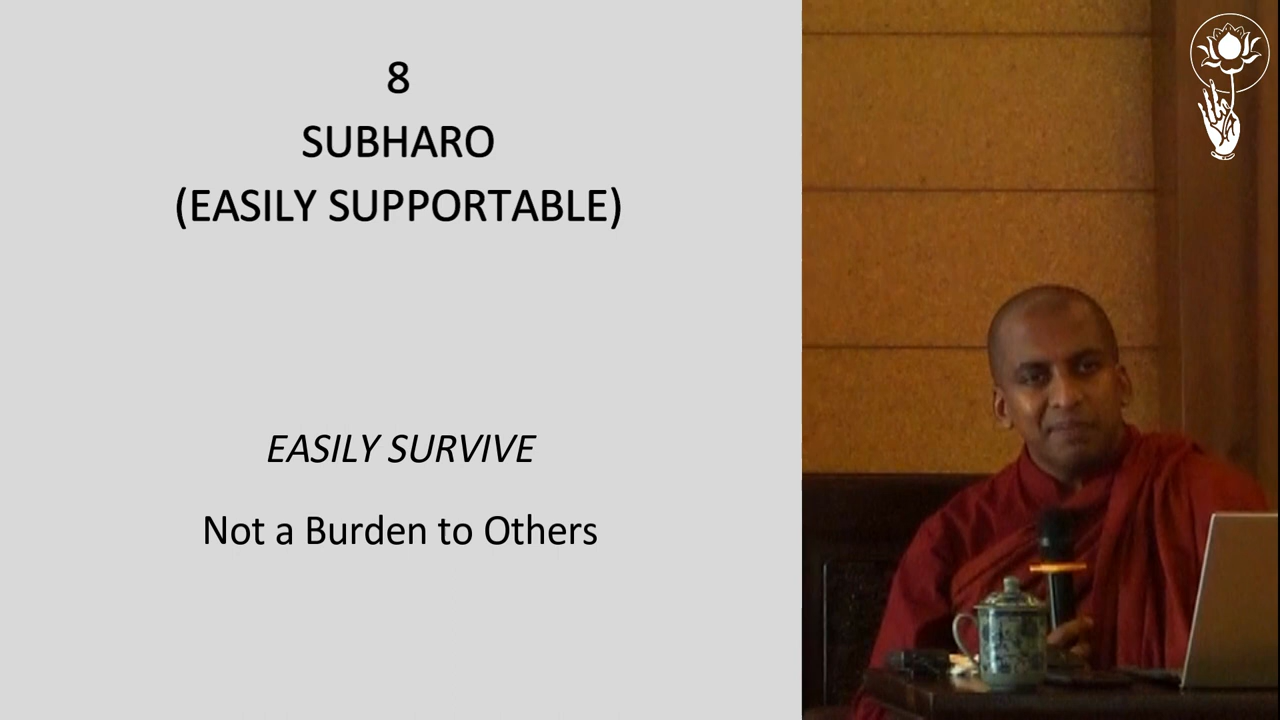 8
SUBHARO
(EASILY SUPPORTABLE)
EASILY SURVIVE
Not a Burden to Others